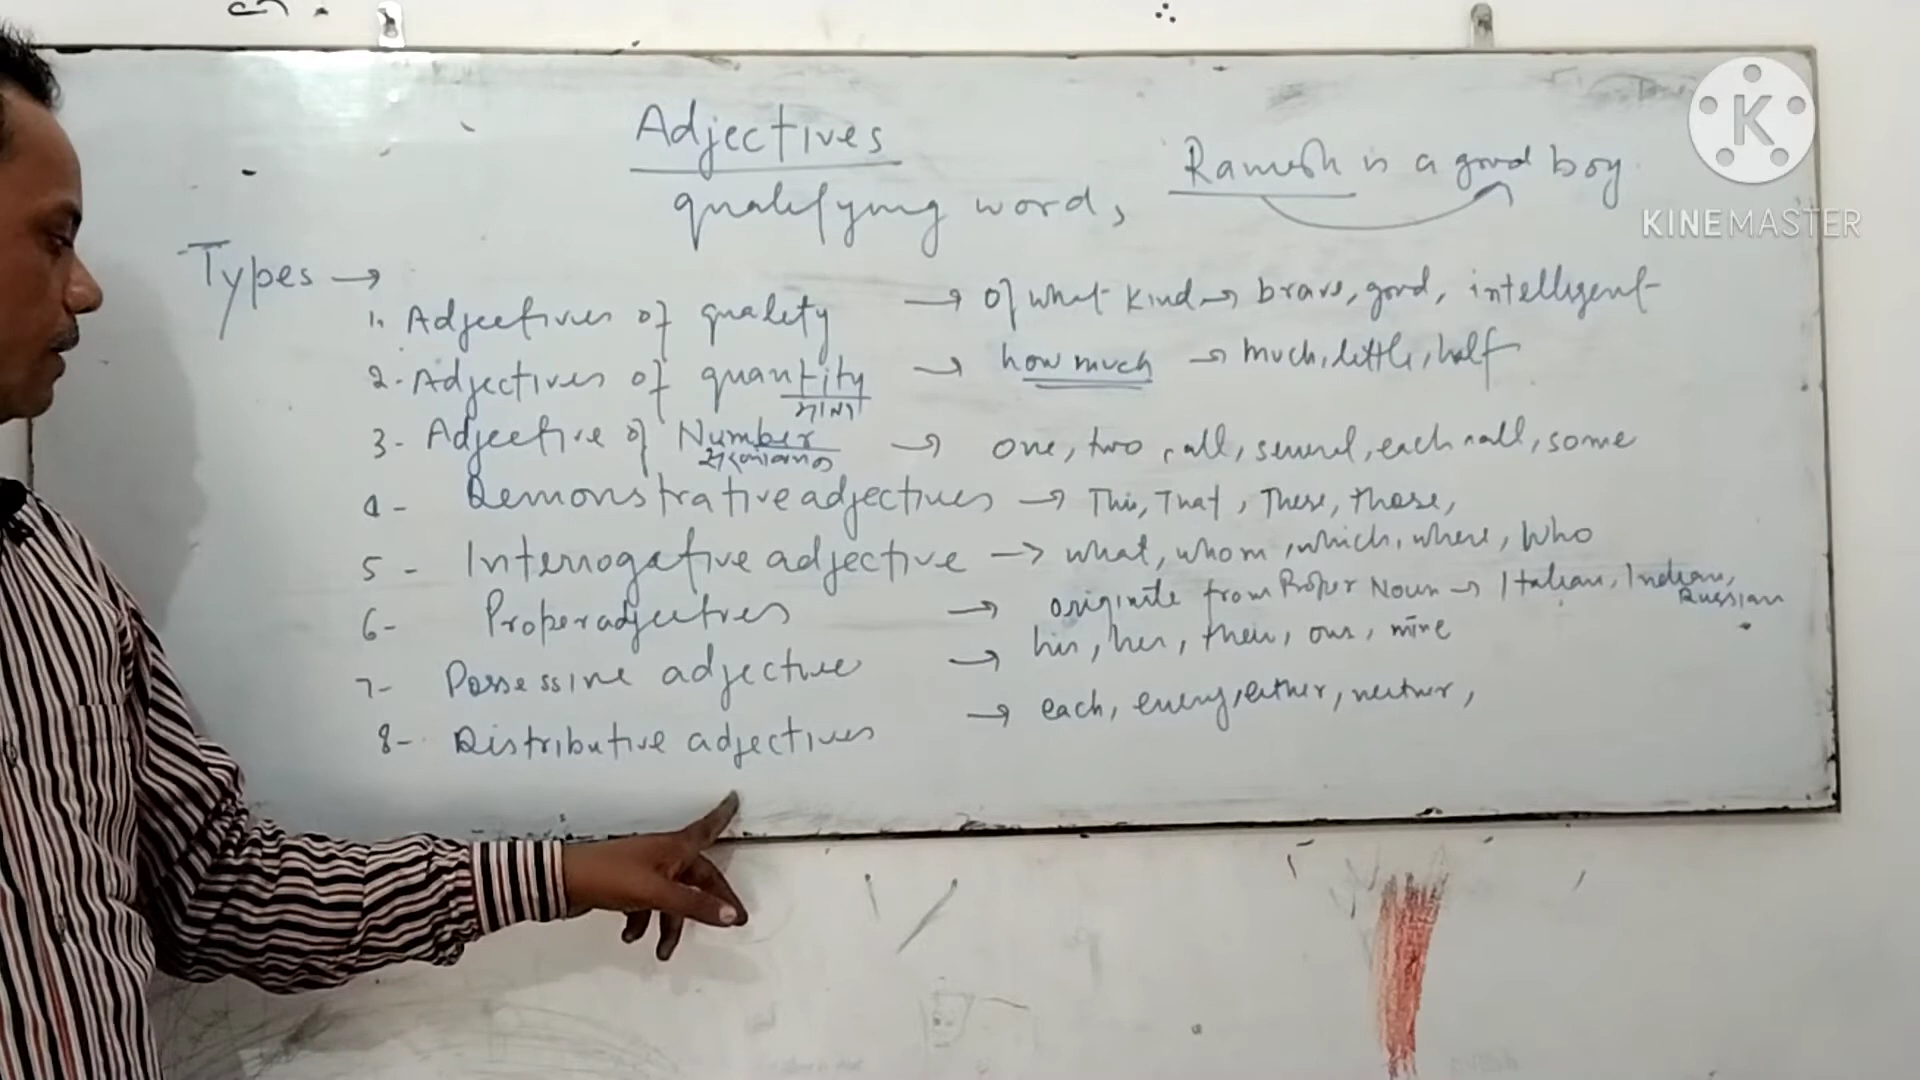 Adjectives
qualifying word,
Ramesh is a good boy.
Types →
1. Adjectives of quality → Of what kind → brave, good, intelligent
2- Adjectives of quantity → how much → much, little, half
3- Adjective of Number → one, two, all, several, each, all, some
4- Demonstrative adjectives → This, That, These, those,
5- Interrogative adjective → what, whom, which, where, Who
6- Proper adjectives → originate from Proper Noun → Italian, Indian, Russian
7- Possessive adjective → his, her, their, our, mine
8- Distributive adjectives → each, every, either, neither,
K
KINEMASTER